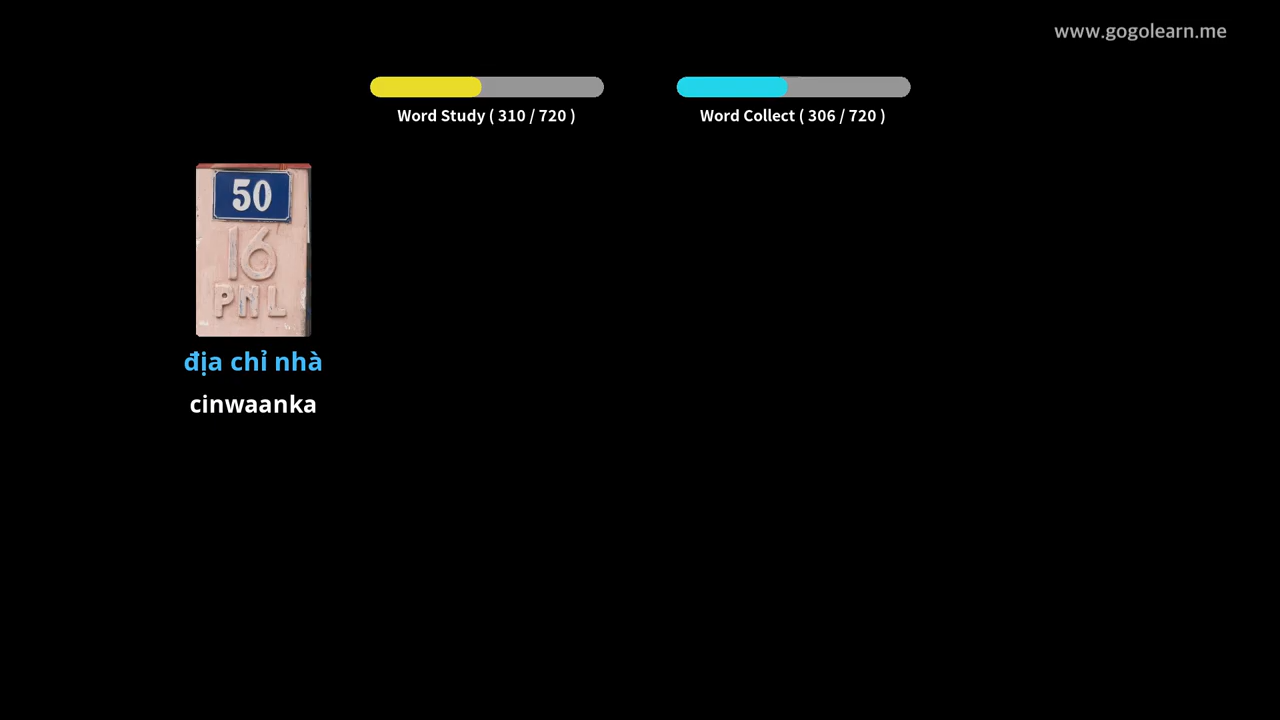 www.gogolearn.me
Word Study ( 310 / 720 )
Word Collect ( 306 / 720 )
50
16
PNL
địa chỉ nhà
cinwaanka